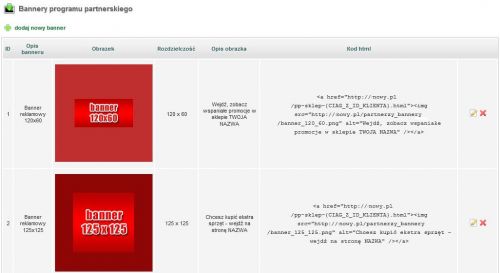 Bannery programu partnerskiego
dodaj nowy banner
ID
Opis
banneru
Obrazek
Rozdzielczość
Opis obrazka
Kod html
1
Banner
reklamowy
120x60
banner
120x60
120 x 60
Wejdź, zobacz
wspaniałe promocje w
sklepie TWOJA
NAZWA
<a href="http://nowy.pl
/pp-sklep-{CIAG_Z_ID_KLIENTA}.html"><img
src="http://nowy.pl/partnerzy_bannery
/banner_120_60.png" alt="Wejdź, zobacz wspaniałe
promocje w sklepie TWOJA NAZWA" /></a>
2
Banner
reklamowy
125x125
banner
125 x 125
125 x 125
Chcesz kupić ekstra
sprzęt - wejdź na
stronę NAZWA
<a href="http://nowy.pl
/pp-sklep-{CIAG_Z_ID_KLIENTA}.html"><img
src="http://nowy.pl/partnerzy_bannery
/banner_125_125.png" alt="Chcesz kupić ekstra sprzęt -
wejdź na stronę NAZWA" /></a>